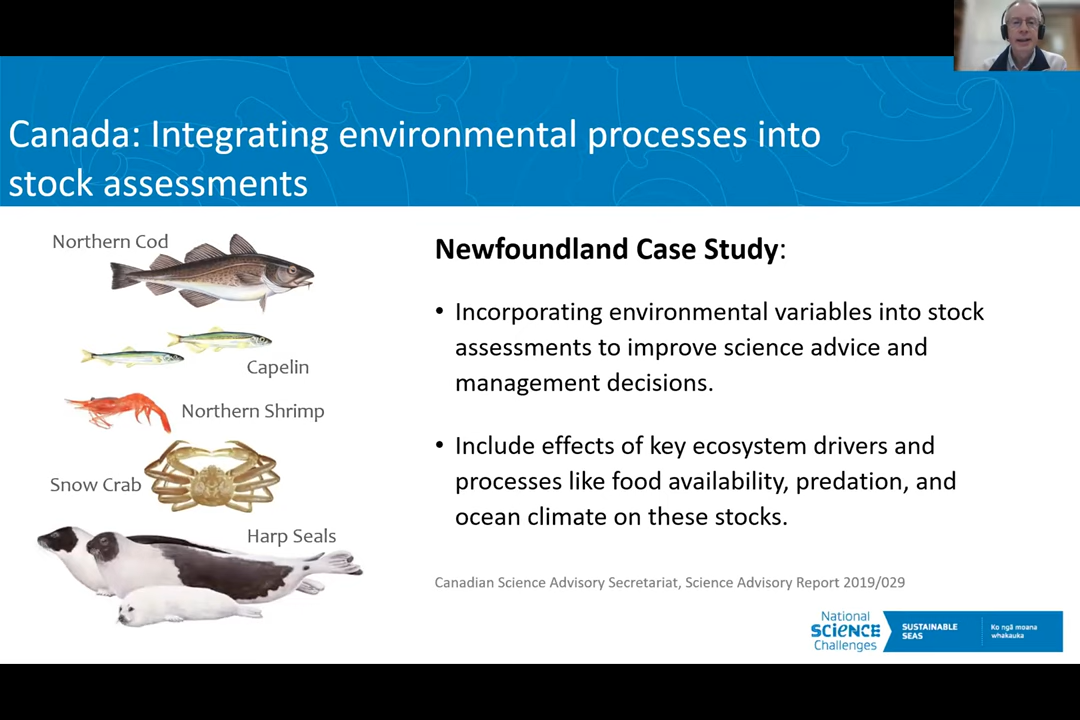 Canada: Integrating environmental processes into
stock assessments
Northern Cod
Capelin
Northern Shrimp
Snow Crab
Harp Seals
Newfoundland Case Study:
• Incorporating environmental variables into stock
assessments to improve science advice and
management decisions.
• Include effects of key ecosystem drivers and
processes like food availability, predation, and
ocean climate on these stocks.
Canadian Science Advisory Secretariat, Science Advisory Report 2019/029
National
SCIENCE
Challenges
SUSTAINABLE
SEAS
Ko ngā moana
whakauka